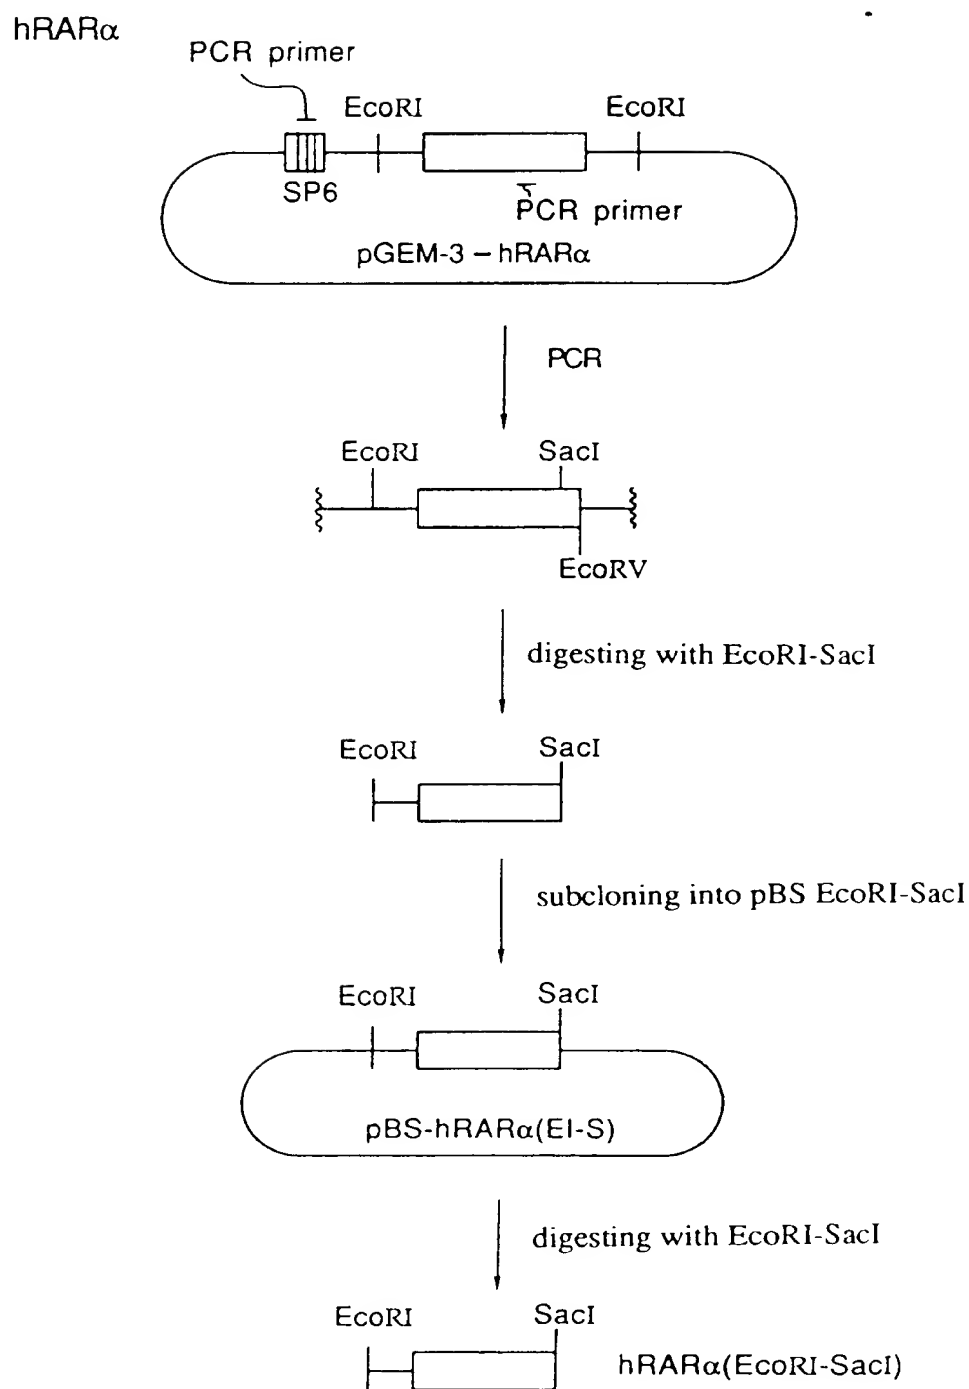 hRARα
PCR primer
EcoRI
EcoRI
SP6
PCR primer
pGEM-3 – hRARα
PCR
EcoRI
SacI
EcoRV
digesting with EcoRI-SacI
EcoRI
SacI
subcloning into pBS EcoRI-SacI
EcoRI
SacI
pBS-hRARα(EI-S)
digesting with EcoRI-SacI
EcoRI
SacI
hRARα(EcoRI-SacI)